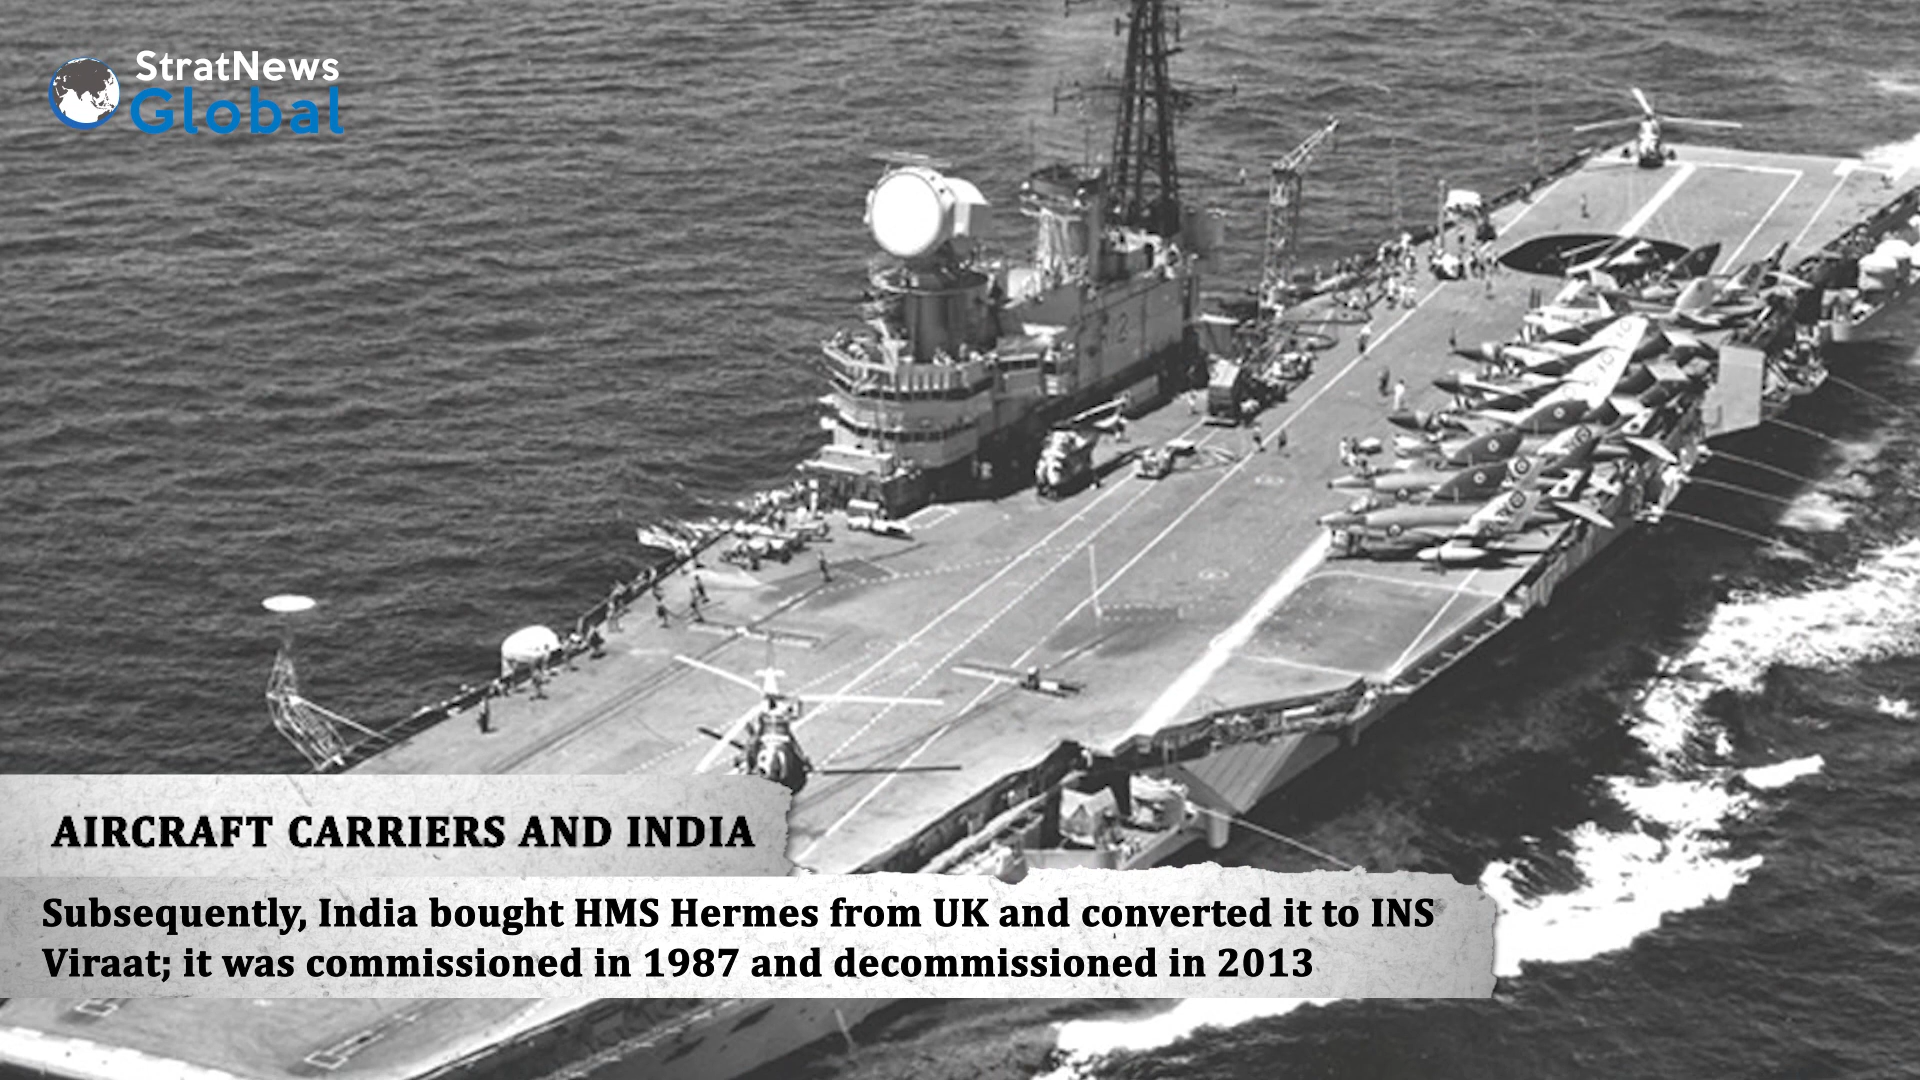 StratNews
Global
AIRCRAFT CARRIERS AND INDIA
Subsequently, India bought HMS Hermes from UK and converted it to INS
Viraat; it was commissioned in 1987 and decommissioned in 2013